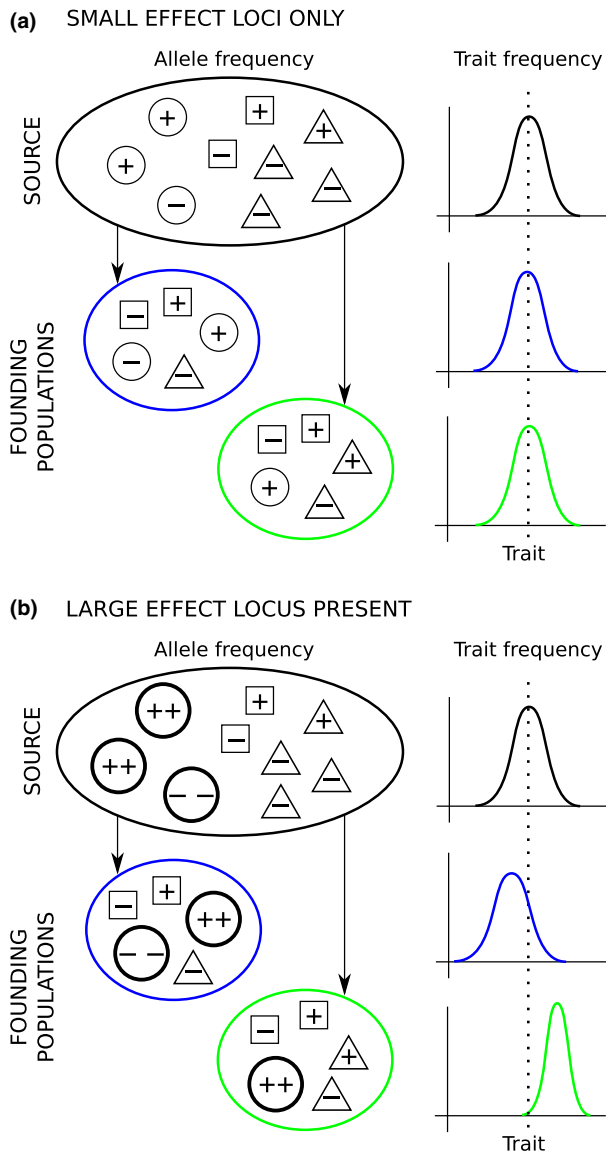 (a) SMALL EFFECT LOCI ONLY
Allele frequency
Trait frequency
SOURCE
+ + − + − + − − −
FOUNDING
POPULATIONS
− + + − −
− + + + −
Trait
(b) LARGE EFFECT LOCUS PRESENT
Allele frequency
Trait frequency
SOURCE
++ ++ − − + − + − − −
FOUNDING
POPULATIONS
− + ++ − − −
− + + ++ −
Trait